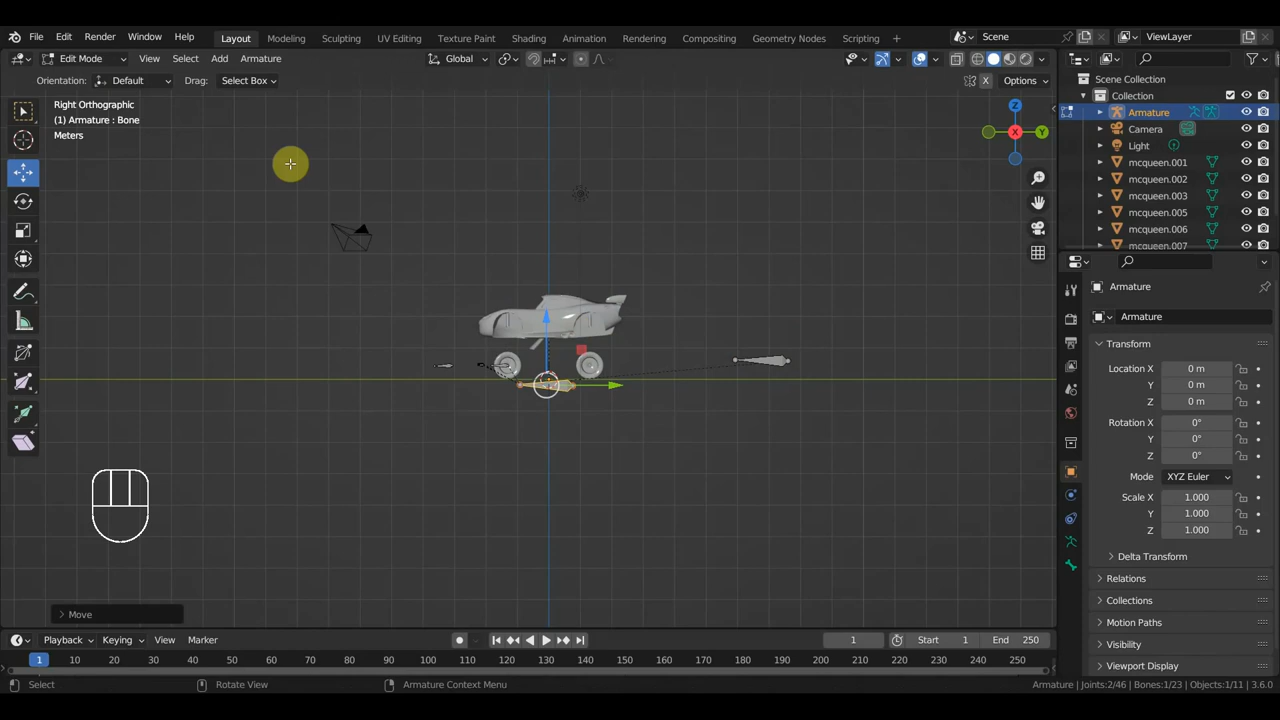 File Edit Render Window Help Layout Modeling Sculpting UV Editing Texture Paint Shading Animation Rendering Compositing Geometry Nodes Scripting Scene ViewLayer
Edit Mode View Select Add Armature Global
Orientation: Default Drag: Select Box X Options
Right Orthographic
(1) Armature : Bone
Meters
Z
X
Y
Scene Collection
Collection
Armature
Camera
Light
mcqueen.001
mcqueen.002
mcqueen.003
mcqueen.005
mcqueen.006
mcqueen.007
Armature
Armature
Transform
Location X 0 m
Y 0 m
Z 0 m
Rotation X 0°
Y 0°
Z 0°
Mode XYZ Euler
Scale X 1.000
Y 1.000
Z 1.000
Delta Transform
Relations
Collections
Motion Paths
Visibility
Viewport Display
Move
Playback Keying View Marker 1 Start 1 End 250
1 10 20 30 40 50 60 70 80 90 100 110 120 130 140 150 160 170 180 190 200 210 220 230 240 250
Select Rotate View Armature Context Menu Armature | Joints:2/46 | Bones:1/23 | Objects:1/11 | 3.6.0